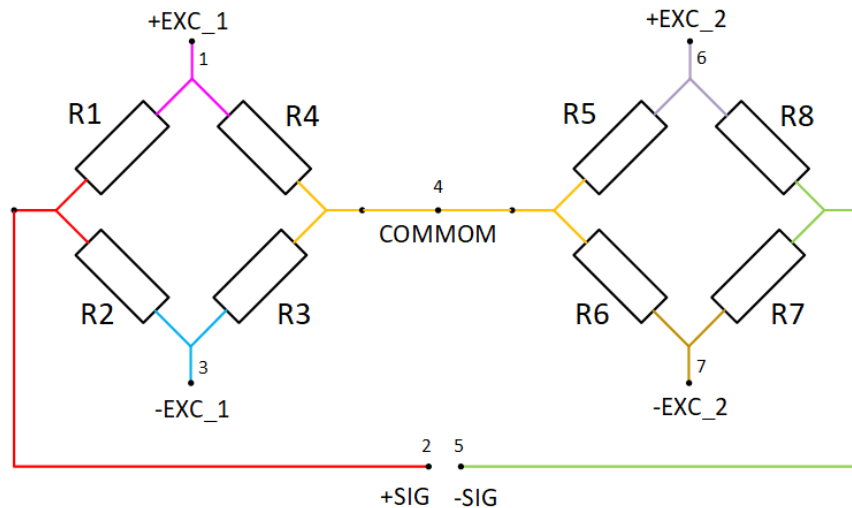 +EXC_1
+EXC_2
1
6
R1
R4
R5
R8
4
COMMOM
R2
R3
R6
R7
3
7
-EXC_1
-EXC_2
2
5
+SIG
-SIG